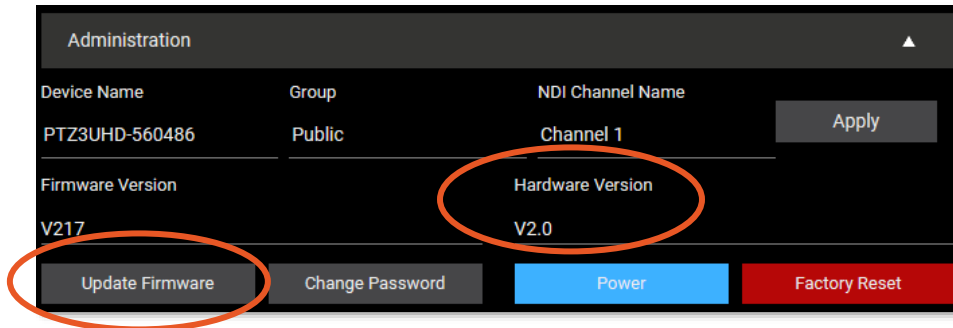 Administration
Device Name Group NDI Channel Name
PTZ3UHD-560486 Public Channel 1 Apply
Firmware Version Hardware Version
V217 V2.0
Update Firmware Change Password Power Factory Reset